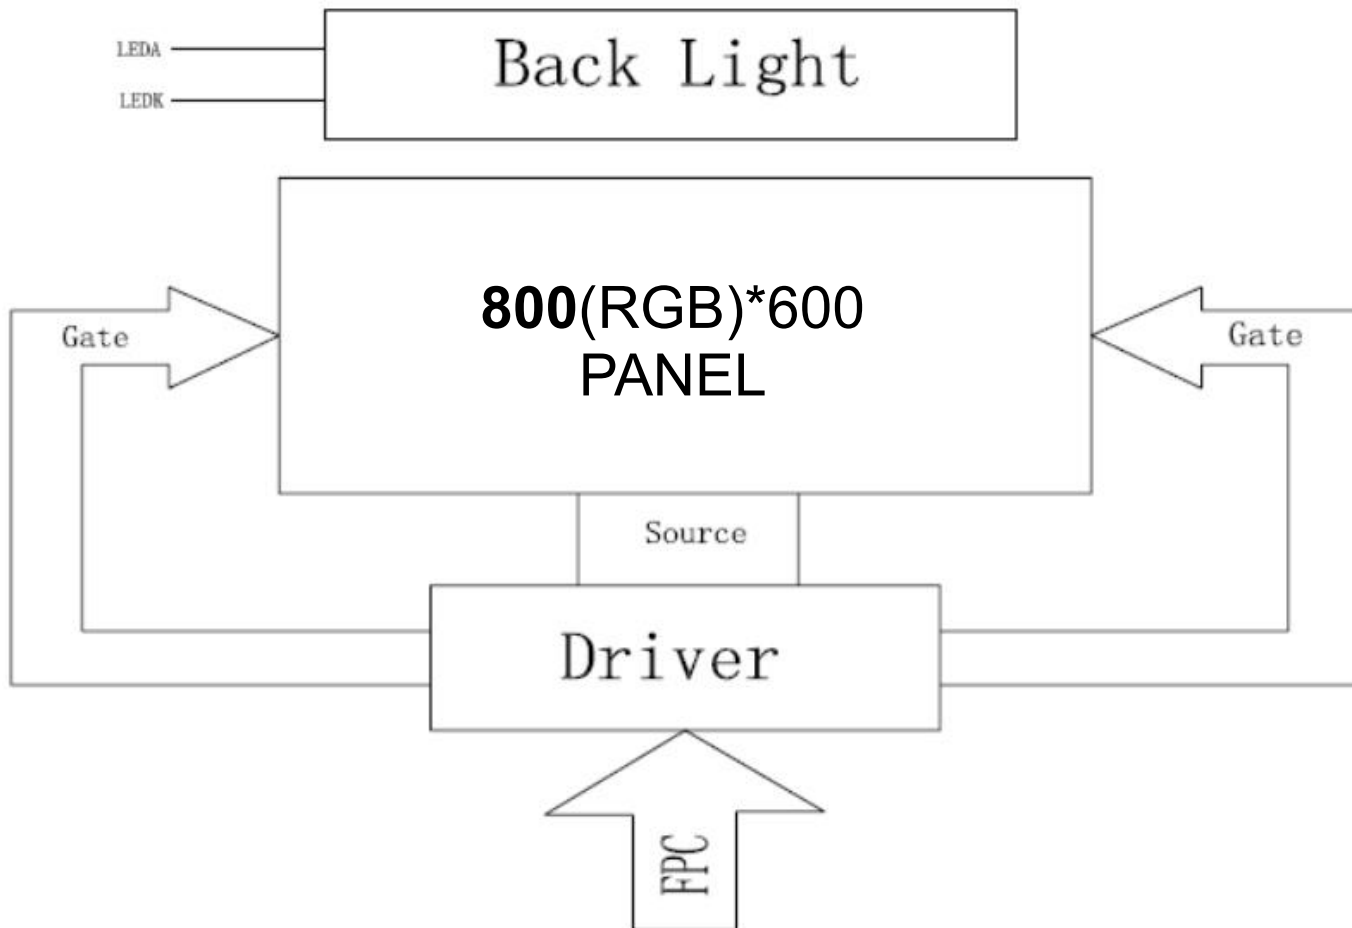 LEDA
Back Light
LEDK
800(RGB)*600
PANEL
Gate
Gate
Source
Driver
FPC